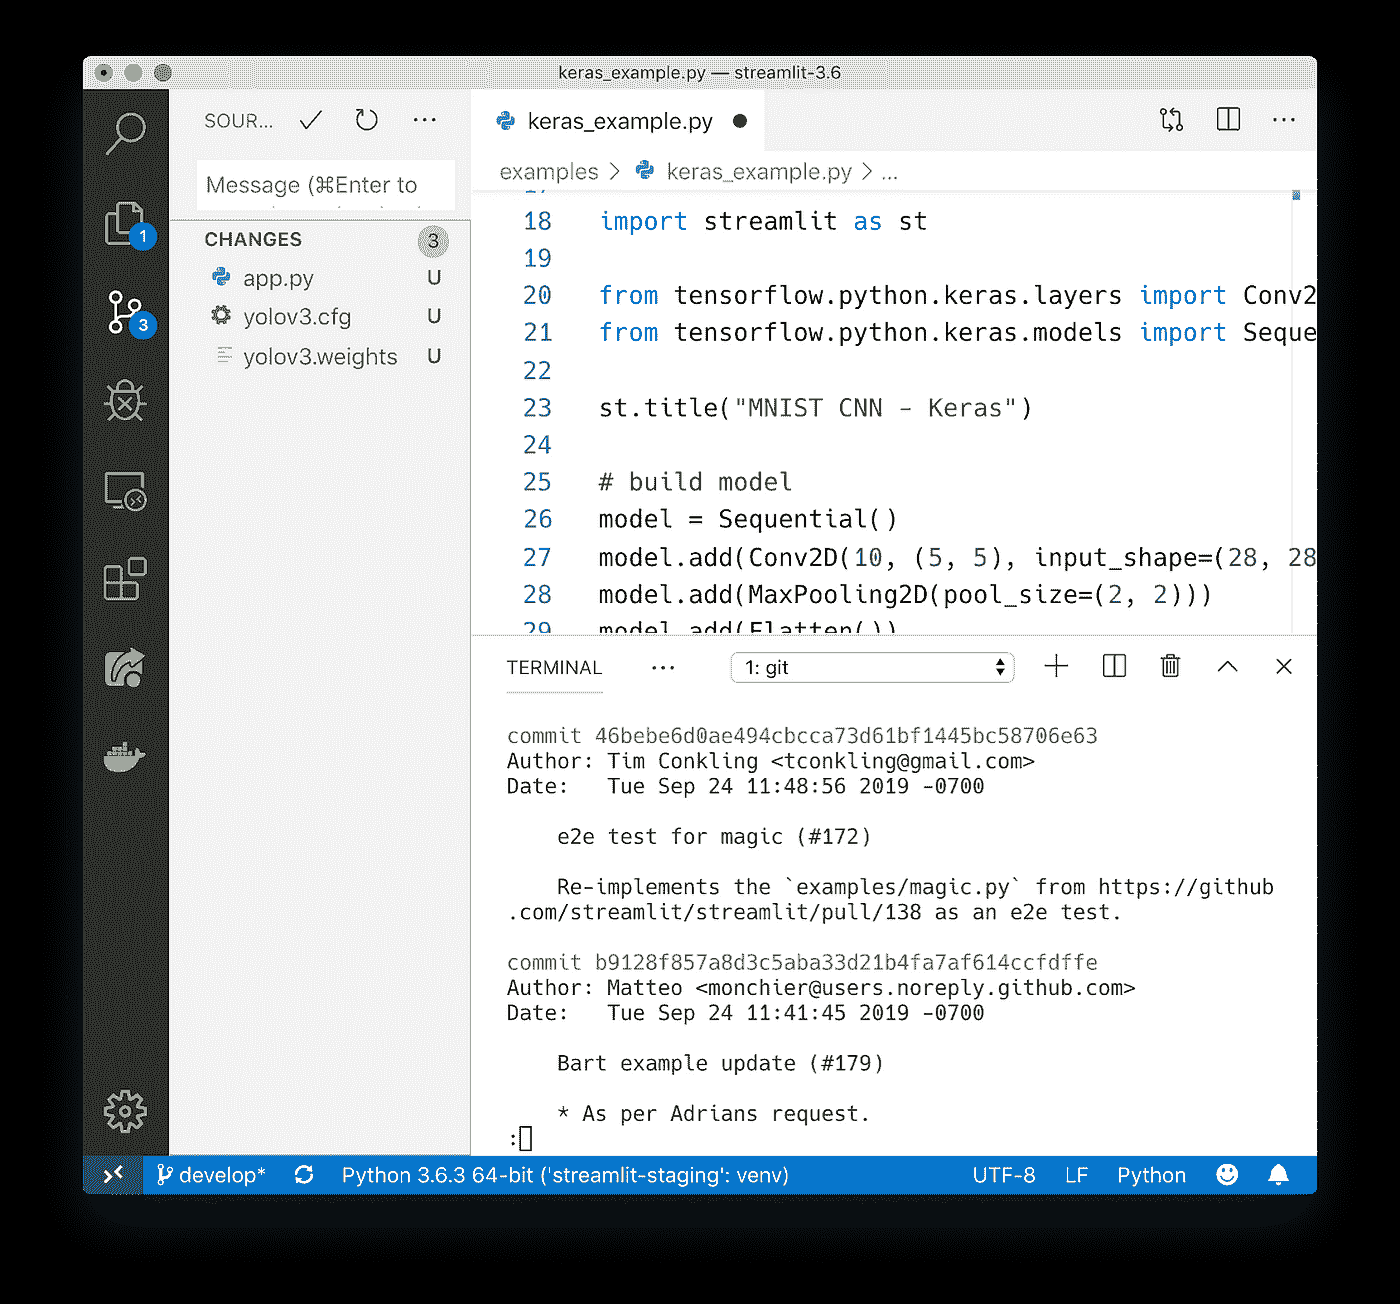 keras_example.py — streamlit-3.6
SOUR...
keras_example.py
Message (⌘Enter to
examples > keras_example.py > ...
CHANGES 3
app.py U
yolov3.cfg U
yolov3.weights U
1
3
17
18 import streamlit as st
19
20 from tensorflow.python.keras.layers import Conv2
21 from tensorflow.python.keras.models import Seque
22
23 st.title("MNIST CNN - Keras")
24
25 # build model
26 model = Sequential()
27 model.add(Conv2D(10, (5, 5), input_shape=(28, 28
28 model.add(MaxPooling2D(pool_size=(2, 2)))
29 model.add(Flatten())
TERMINAL ... 1: git
commit 46bebe6d0ae494cbcca73d61bf1445bc58706e63
Author: Tim Conkling <tconkling@gmail.com>
Date:   Tue Sep 24 11:48:56 2019 -0700
e2e test for magic (#172)
Re-implements the `examples/magic.py` from https://github
.com/streamlit/streamlit/pull/138 as an e2e test.
commit b9128f857a8d3c5aba33d21b4fa7af614ccfdffe
Author: Matteo <monchier@users.noreply.github.com>
Date:   Tue Sep 24 11:41:45 2019 -0700
Bart example update (#179)
* As per Adrians request.
:
develop* Python 3.6.3 64-bit ('streamlit-staging': venv) UTF-8 LF Python